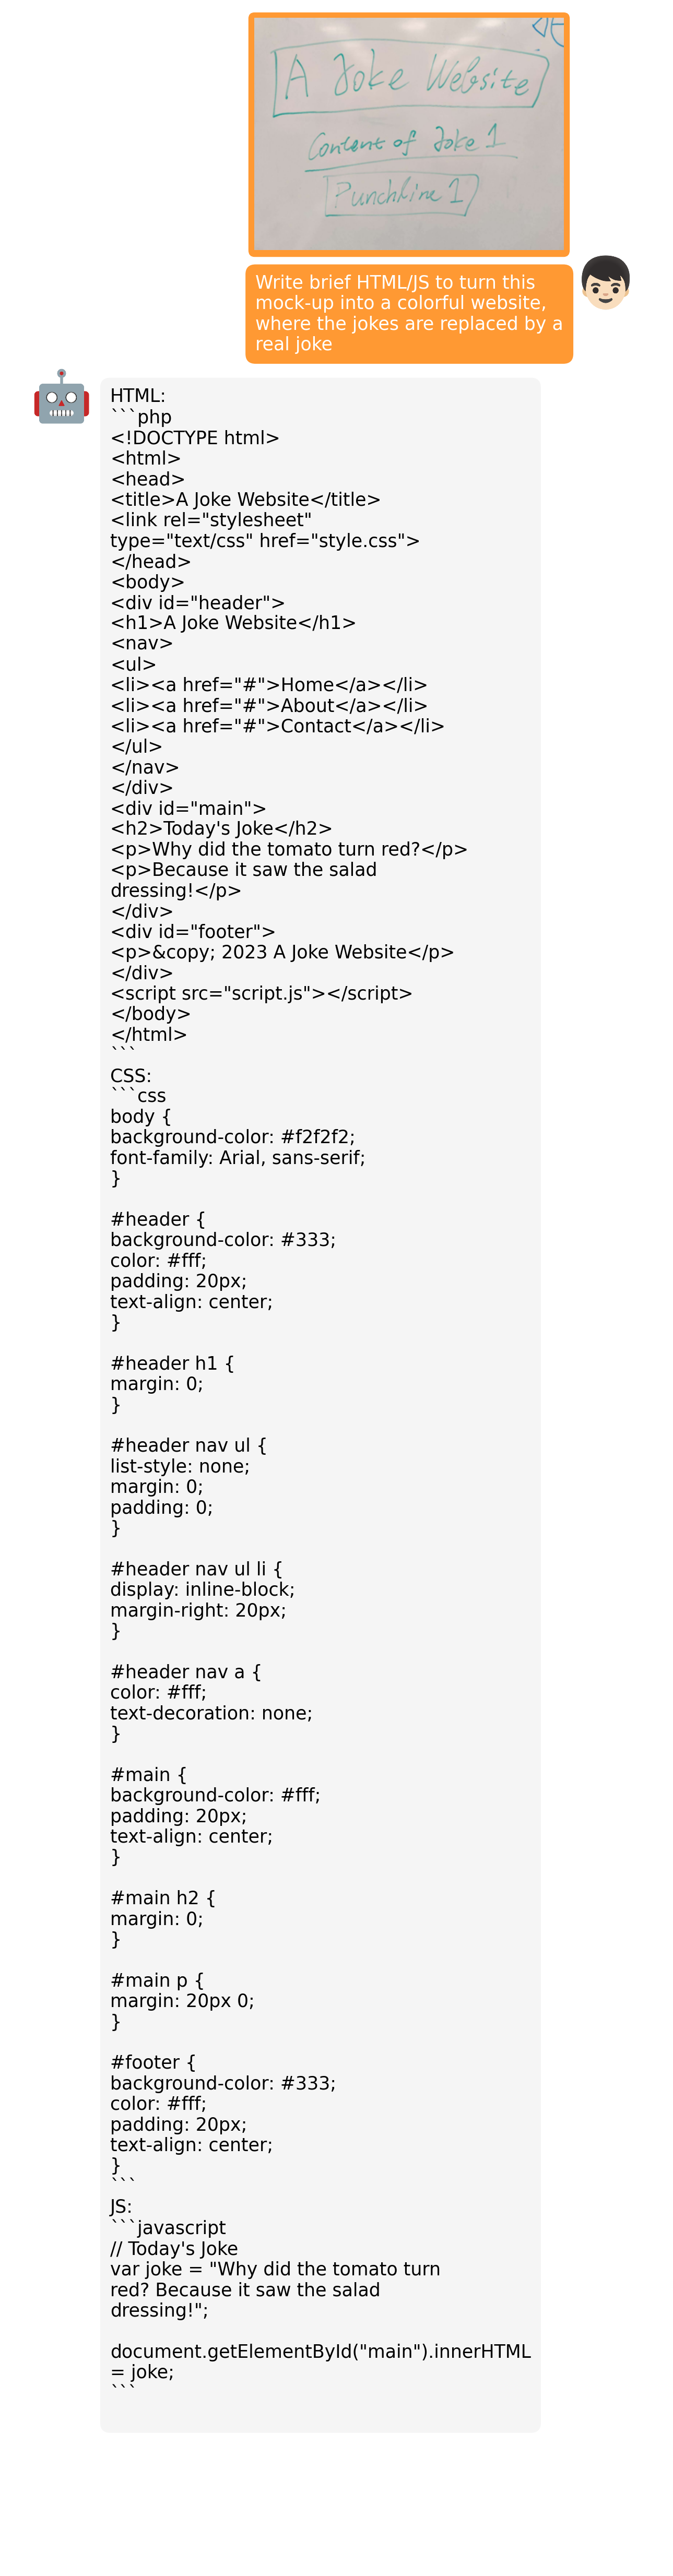 A Joke Website
Content of Joke 1
Punchline 1
Write brief HTML/JS to turn this
mock-up into a colorful website,
where the jokes are replaced by a
real joke
HTML:
```php
<!DOCTYPE html>
<html>
<head>
<title>A Joke Website</title>
<link rel="stylesheet"
type="text/css" href="style.css">
</head>
<body>
<div id="header">
<h1>A Joke Website</h1>
<nav>
<ul>
<li><a href="#">Home</a></li>
<li><a href="#">About</a></li>
<li><a href="#">Contact</a></li>
</ul>
</nav>
</div>
<div id="main">
<h2>Today's Joke</h2>
<p>Why did the tomato turn red?</p>
<p>Because it saw the salad
dressing!</p>
</div>
<div id="footer">
<p>&copy; 2023 A Joke Website</p>
</div>
<script src="script.js"></script>
</body>
</html>
```
CSS:
```css
body {
background-color: #f2f2f2;
font-family: Arial, sans-serif;
}

#header {
background-color: #333;
color: #fff;
padding: 20px;
text-align: center;
}

#header h1 {
margin: 0;
}

#header nav ul {
list-style: none;
margin: 0;
padding: 0;
}

#header nav ul li {
display: inline-block;
margin-right: 20px;
}

#header nav a {
color: #fff;
text-decoration: none;
}

#main {
background-color: #fff;
padding: 20px;
text-align: center;
}

#main h2 {
margin: 0;
}

#main p {
margin: 20px 0;
}

#footer {
background-color: #333;
color: #fff;
padding: 20px;
text-align: center;
}
```
JS:
```javascript
// Today's Joke
var joke = "Why did the tomato turn
red? Because it saw the salad
dressing!";

document.getElementById("main").innerHTML
= joke;
```